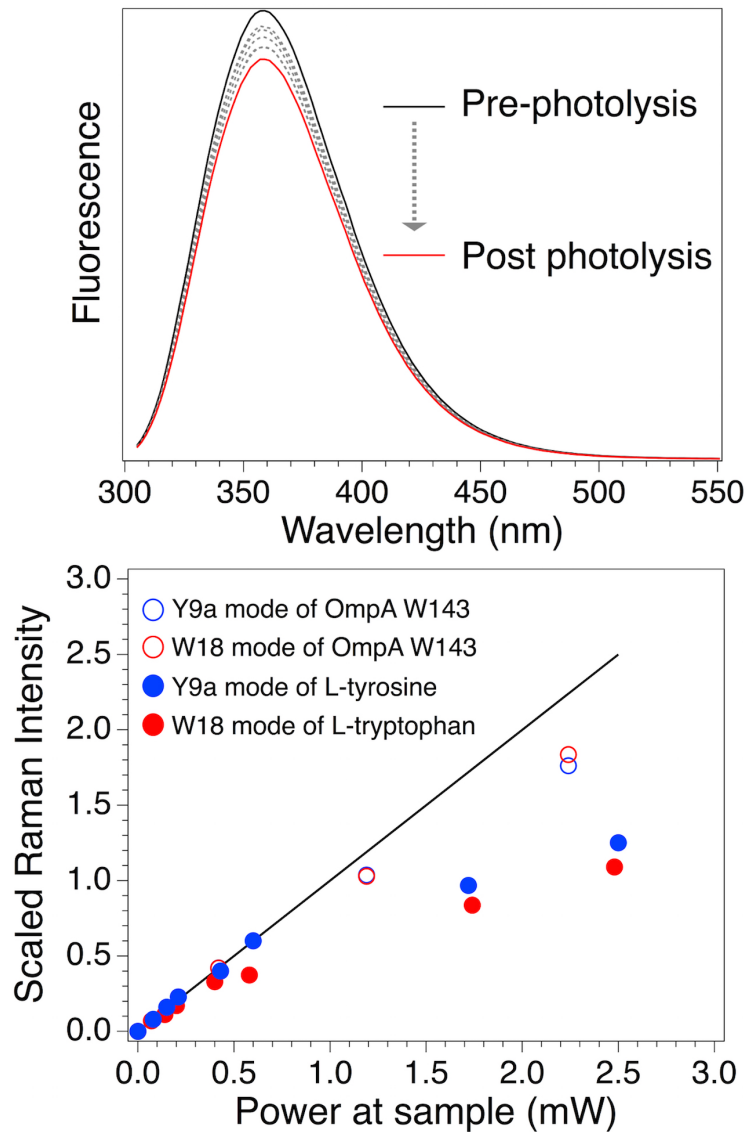 Fluorescence
Pre-photolysis
Post photolysis
300 350 400 450 500 550
Wavelength (nm)
Scaled Raman Intensity
3.0
2.5
2.0
1.5
1.0
0.5
0.0
Y9a mode of OmpA W143
W18 mode of OmpA W143
Y9a mode of L-tyrosine
W18 mode of L-tryptophan
0.0 0.5 1.0 1.5 2.0 2.5 3.0
Power at sample (mW)